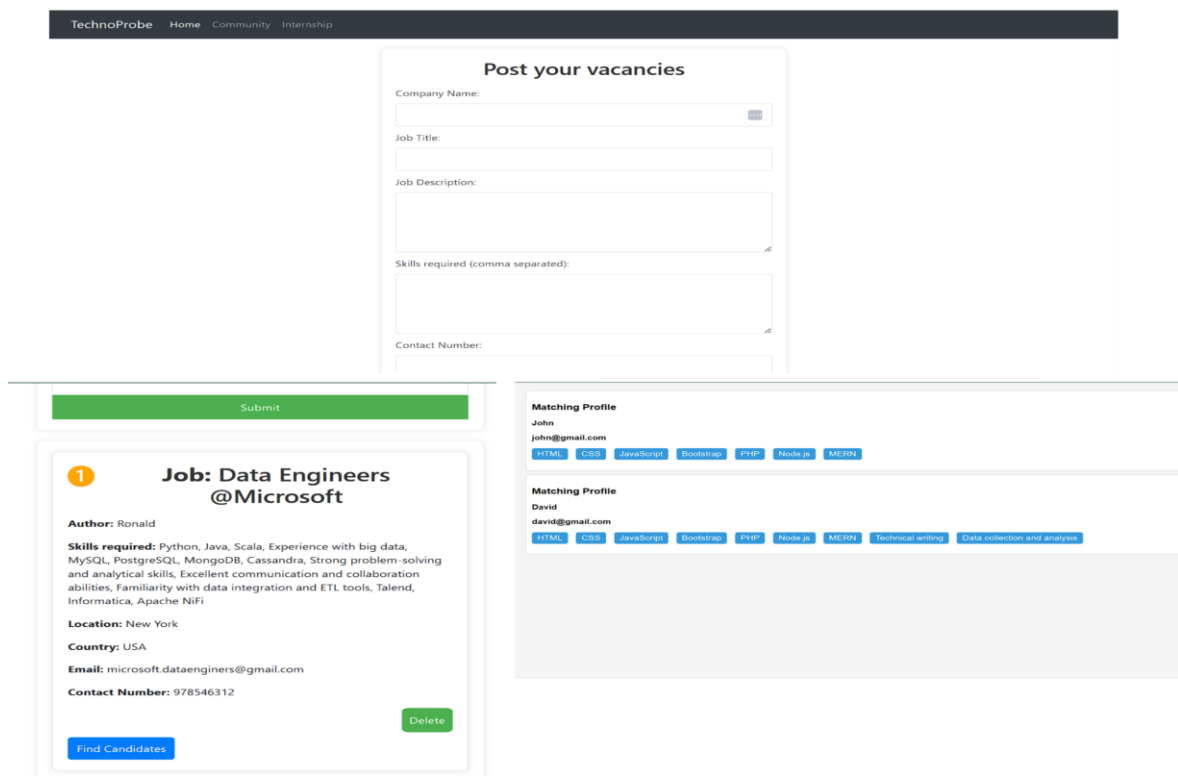 TechnoProbe Home Community Internship
Post your vacancies
Company Name:
Job Title:
Job Description:
Skills required (comma separated):
Contact Number:
Submit
1
Job: Data Engineers
@Microsoft
Author: Ronald
Skills required: Python, Java, Scala, Experience with big data,
MySQL, PostgreSQL, MongoDB, Cassandra, Strong problem-solving
and analytical skills, Excellent communication and collaboration
abilities, Familiarity with data integration and ETL tools, Talend,
Informatica, Apache NiFi
Location: New York
Country: USA
Email: microsoft.dataenginers@gmail.com
Contact Number: 978546312
Delete
Find Candidates
Matching Profile
John
john@gmail.com
HTML CSS JavaScript Bootstrap PHP Node.js MERN
Matching Profile
David
david@gmail.com
HTML CSS JavaScript Bootstrap PHP Node.js MERN Technical writing Data collection and analysis